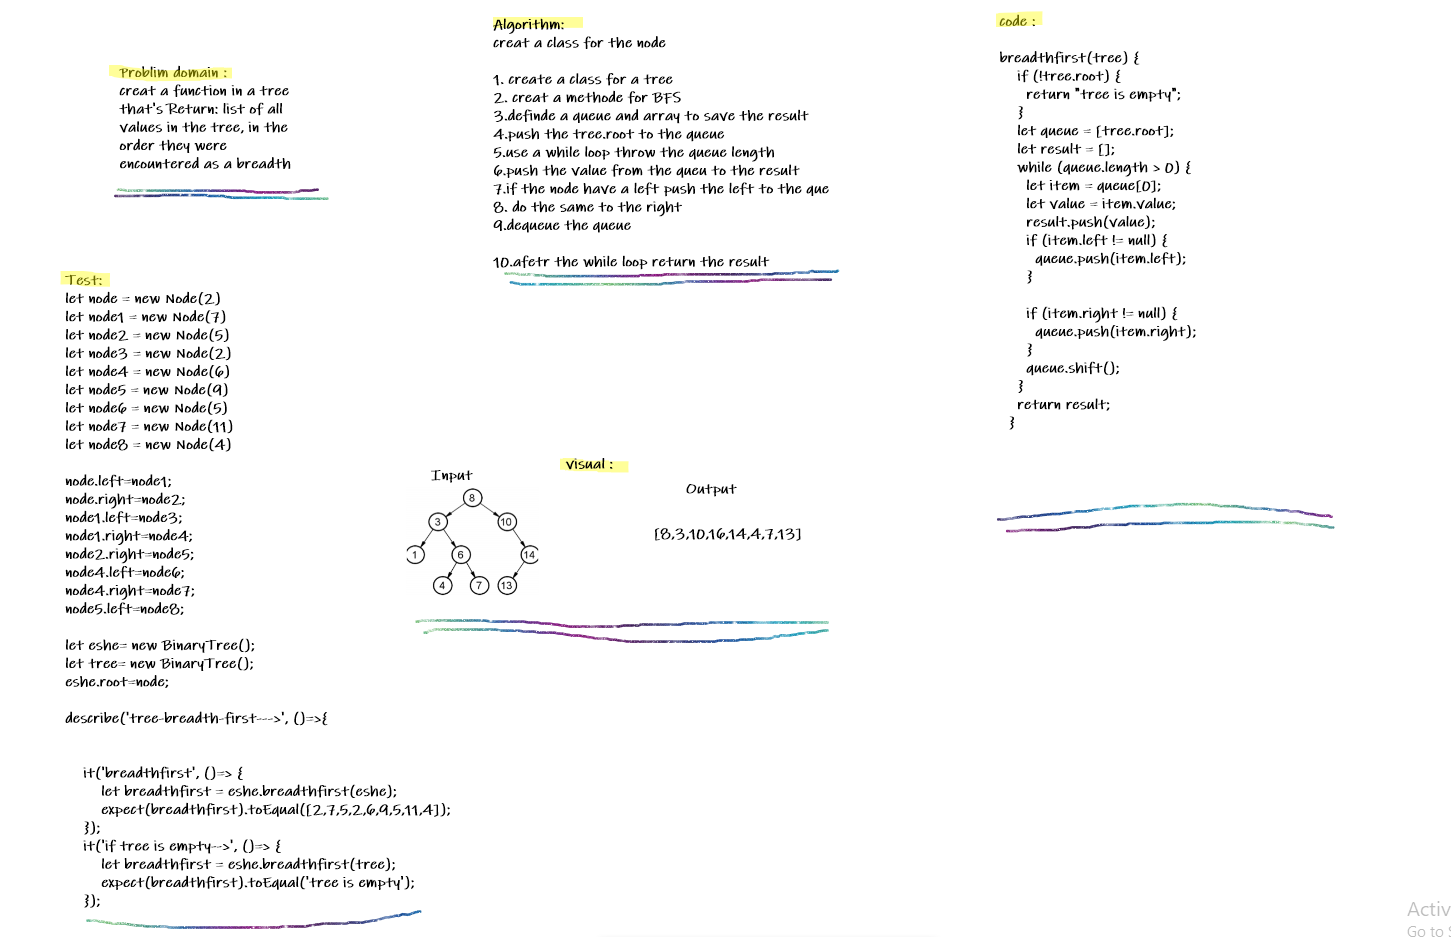 Problim domain :
creat a function in a tree
that's Return: list of all
values in the tree, in the
order they were
encountered as a breadth
Algorithm:
creat a class for the node
1. create a class for a tree
2. creat a methode for BFS
3.definde a queue and array to save the result
4.push the tree.root to the queue
5.use a while loop throw the queue length
6.push the value from the queu to the result
7.if the node have a left push the left to the que
8. do the same to the right
9.dequeue the queue
10.afetr the while loop return the result
code :
breadthfirst(tree) {
if (!tree.root) {
return "tree is empty";
}
let queue = [tree.root];
let result = [];
while (queue.length > 0) {
let item = queue[0];
let value = item.value;
result.push(value);
if (item.left != null) {
queue.push(item.left);
}
if (item.right != null) {
queue.push(item.right);
}
queue.shift();
}
return result;
}
Test:
let node = new Node(2)
let node1 = new Node(7)
let node2 = new Node(5)
let node3 = new Node(2)
let node4 = new Node(6)
let node5 = new Node(9)
let node6 = new Node(5)
let node7 = new Node(11)
let node8 = new Node(4)
node.left=node1;
node.right=node2;
node1.left=node3;
node1.right=node4;
node2.right=node5;
node4.left=node6;
node4.right=node7;
node5.left=node8;
let eshe= new BinaryTree();
let tree= new BinaryTree();
eshe.root=node;
describe('tree-breadth-first--->', ()=>{
it('breadthfirst', ()=> {
let breadthfirst = eshe.breadthfirst(eshe);
expect(breadthfirst).toEqual([2,7,5,2,6,9,5,11,4]);
});
it('if tree is empty-->', ()=> {
let breadthfirst = eshe.breadthfirst(tree);
expect(breadthfirst).toEqual('tree is empty');
});
visual :
Input
8
3 10
1 6 14
4 7 13
Output
[8,3,10,16,14,4,7,13]
Activ
Go to S